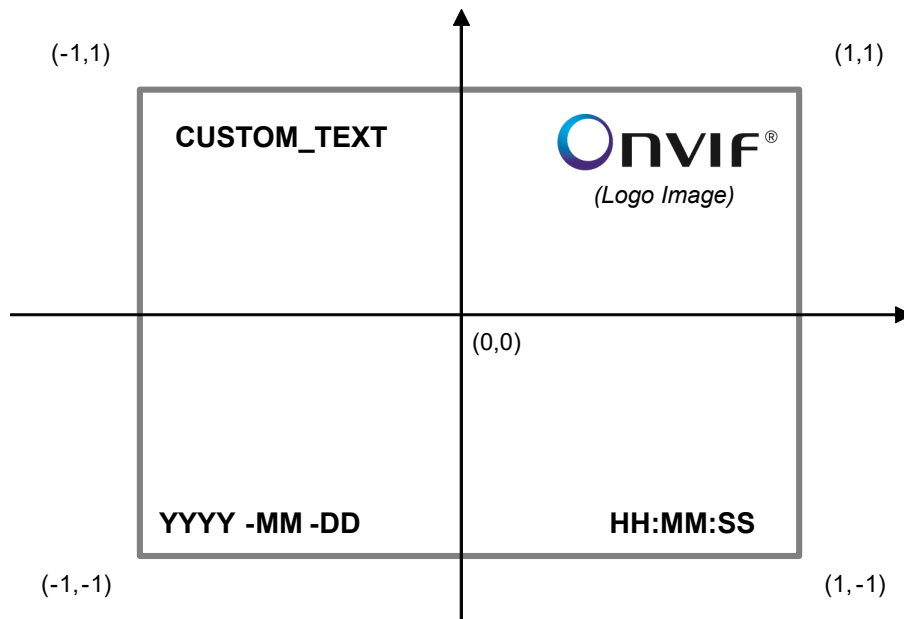 (-1,1)
(1,1)
CUSTOM_TEXT
ONVIF®
(Logo Image)
(0,0)
YYYY -MM -DD
HH:MM:SS
(-1,-1)
(1,-1)